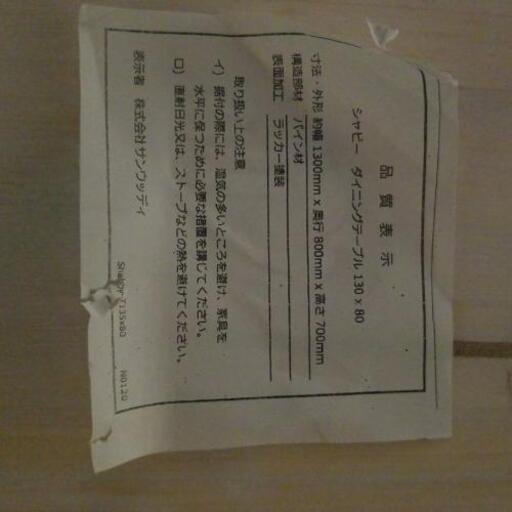 品質表示
シャビー ダイニングテーブル 130 x 80
寸法・外形 約幅 1300mm x 奥行 800mm x 高さ 700mm
構造部材 パイン材
表面加工 ラッカー塗装
取り扱い上の注意
イ) 据付の際には、湿気の多いところを避け、家具を
水平に保つために必要な措置を講じてください。
ロ) 直射日光又は、ストーブなどの熱を避けてください。
表示者 株式会社サンウッディ